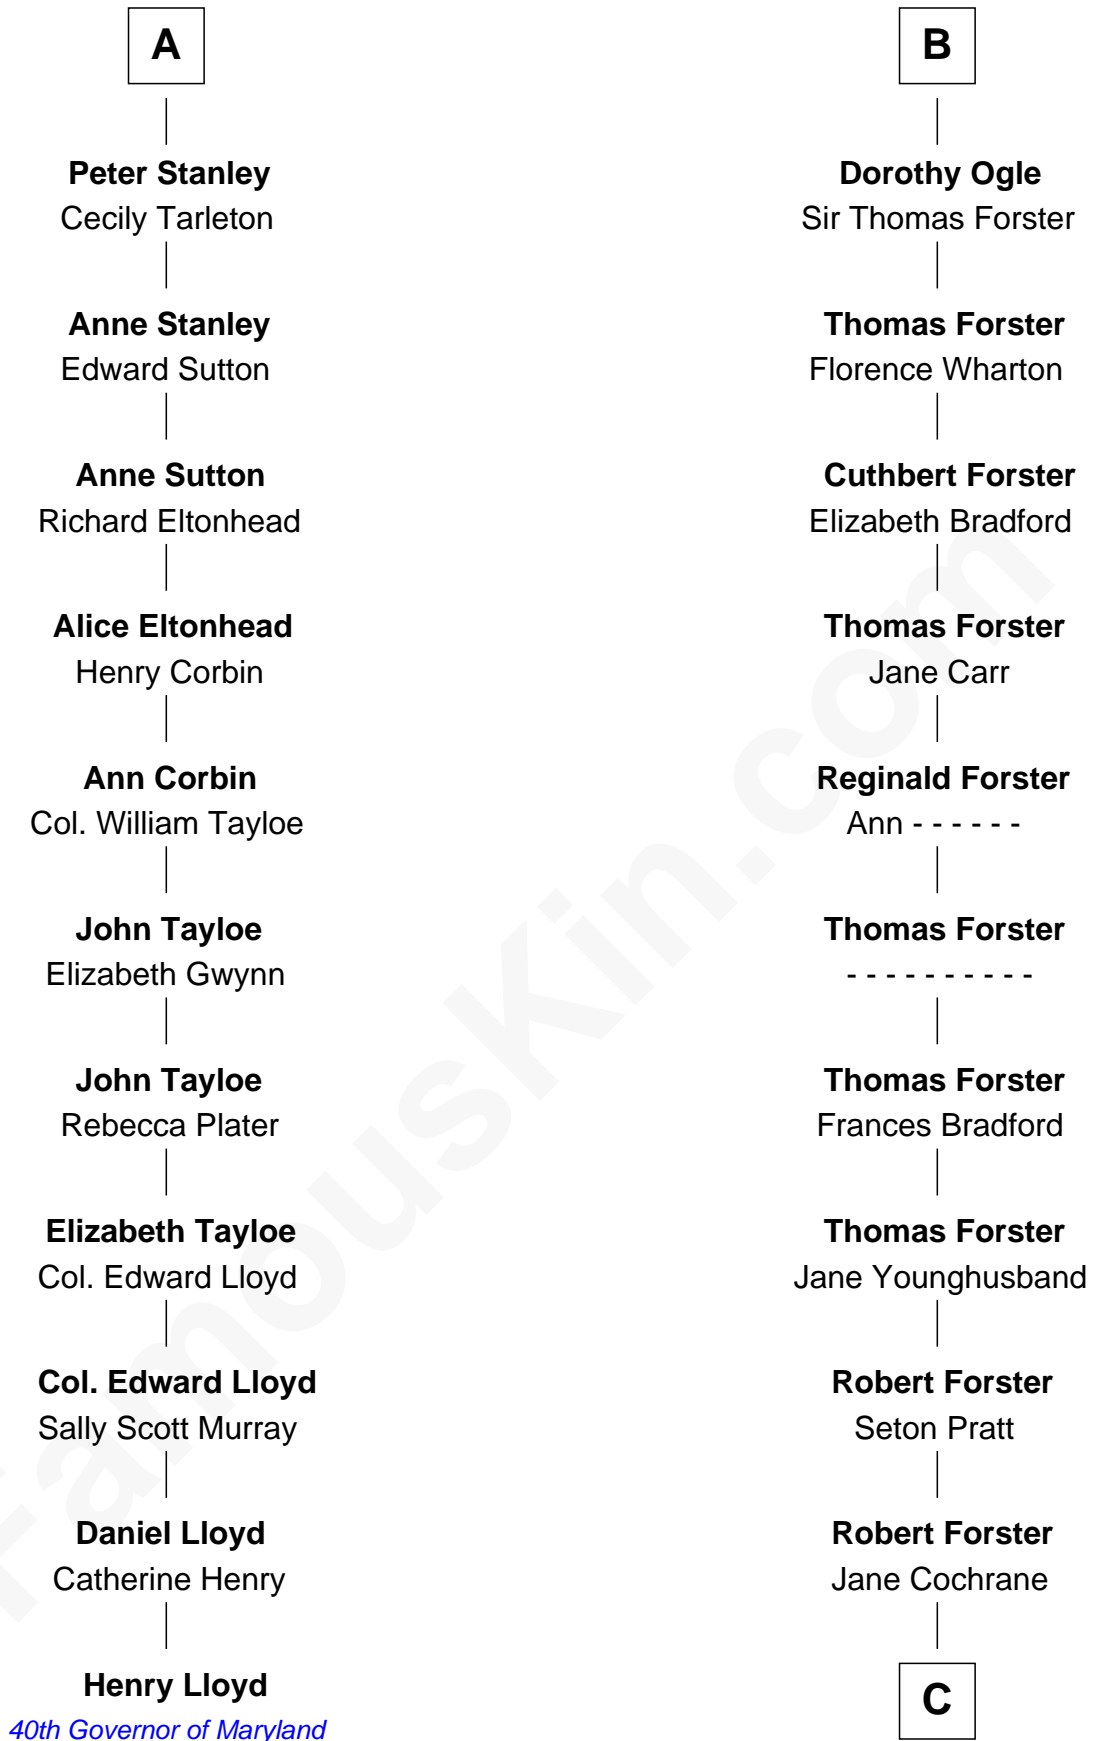 A
Peter Stanley
Cecily Tarleton
Anne Stanley
Edward Sutton
Anne Sutton
Richard Eltonhead
Alice Eltonhead
Henry Corbin
Ann Corbin
Col. William Tayloe
John Tayloe
Elizabeth Gwynn
John Tayloe
Rebecca Plater
Elizabeth Tayloe
Col. Edward Lloyd
Col. Edward Lloyd
Sally Scott Murray
Daniel Lloyd
Catherine Henry
Henry Lloyd
40th Governor of Maryland
B
Dorothy Ogle
Sir Thomas Forster
Thomas Forster
Florence Wharton
Cuthbert Forster
Elizabeth Bradford
Thomas Forster
Jane Carr
Reginald Forster
Ann - - - - - -
Thomas Forster
- - - - - - - - - -
Thomas Forster
Frances Bradford
Thomas Forster
Jane Younghusband
Robert Forster
Seton Pratt
Robert Forster
Jane Cochrane
C
FamousKin.com